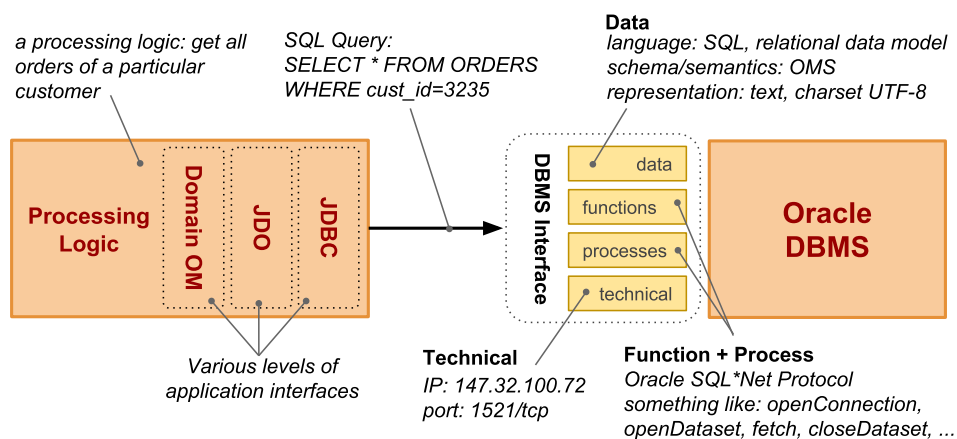 a processing logic: get all
orders of a particular
customer
SQL Query:
SELECT * FROM ORDERS
WHERE cust_id=3235
Data
language: SQL, relational data model
schema/semantics: OMS
representation: text, charset UTF-8
Processing
Logic
Domain OM
JDO
JDBC
DBMS Interface
data
functions
processes
technical
Oracle
DBMS
Various levels of
application interfaces
Technical
IP: 147.32.100.72
port: 1521/tcp
Function + Process
Oracle SQL*Net Protocol
something like: openConnection,
openDataset, fetch, closeDataset, ...